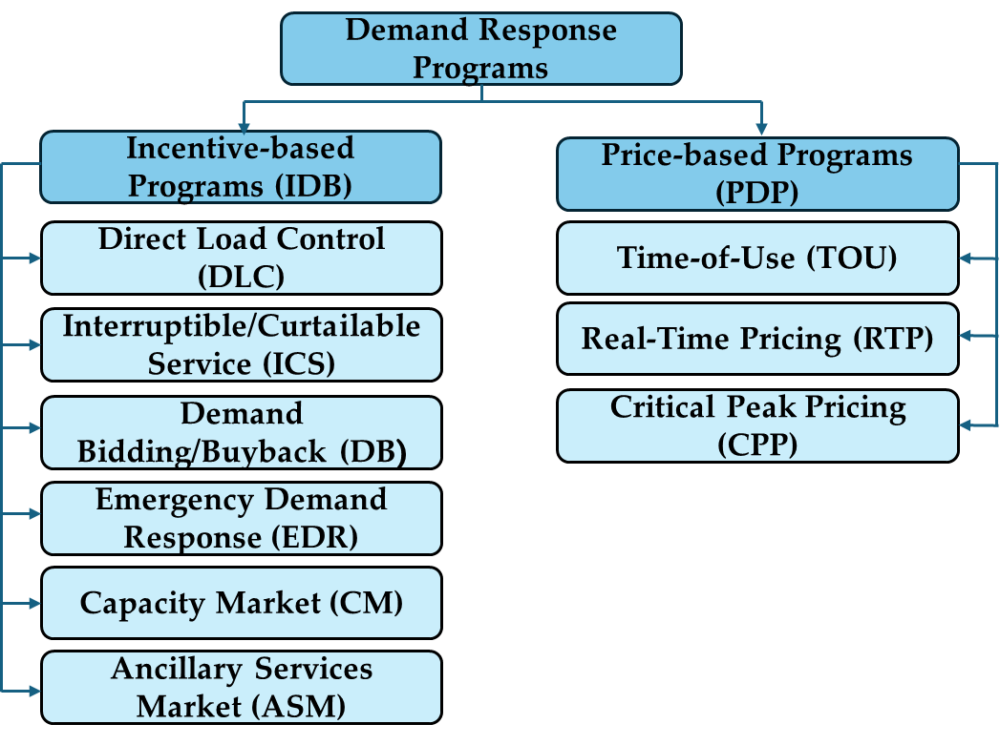 Demand Response
Programs
Incentive-based
Programs (IDB)
Direct Load Control
(DLC)
Interruptible/Curtailable
Service (ICS)
Demand
Bidding/Buyback (DB)
Emergency Demand
Response (EDR)
Capacity Market (CM)
Ancillary Services
Market (ASM)
Price-based Programs
(PDP)
Time-of-Use (TOU)
Real-Time Pricing (RTP)
Critical Peak Pricing
(CPP)